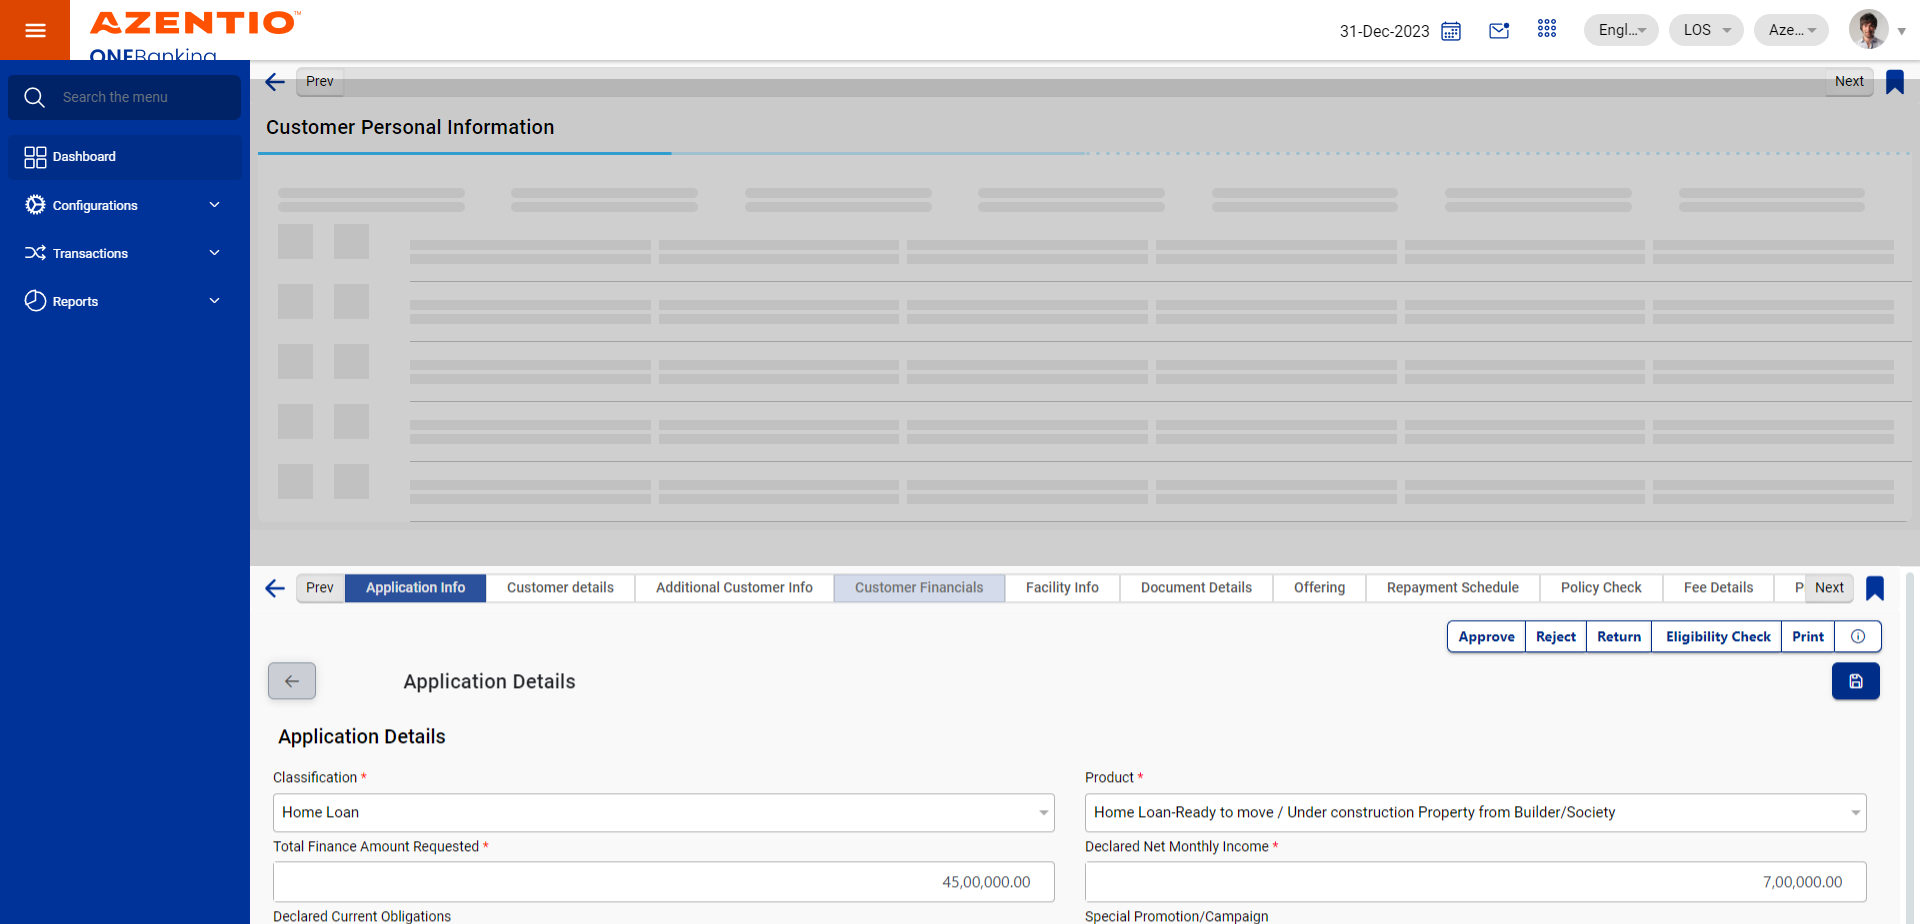 AZENTIO™
ONEBanking
31-Dec-2023
Engl...
LOS
Aze...
Search the menu
Dashboard
Configurations
Transactions
Reports
Prev
Next
Customer Personal Information
Prev
Application Info
Customer details
Additional Customer Info
Customer Financials
Facility Info
Document Details
Offering
Repayment Schedule
Policy Check
Fee Details
P
Next
Approve
Reject
Return
Eligibility Check
Print
Application Details
Application Details
Classification *
Home Loan
Product *
Home Loan-Ready to move / Under construction Property from Builder/Society
Total Finance Amount Requested *
45,00,000.00
Declared Net Monthly Income *
7,00,000.00
Declared Current Obligations
Special Promotion/Campaign